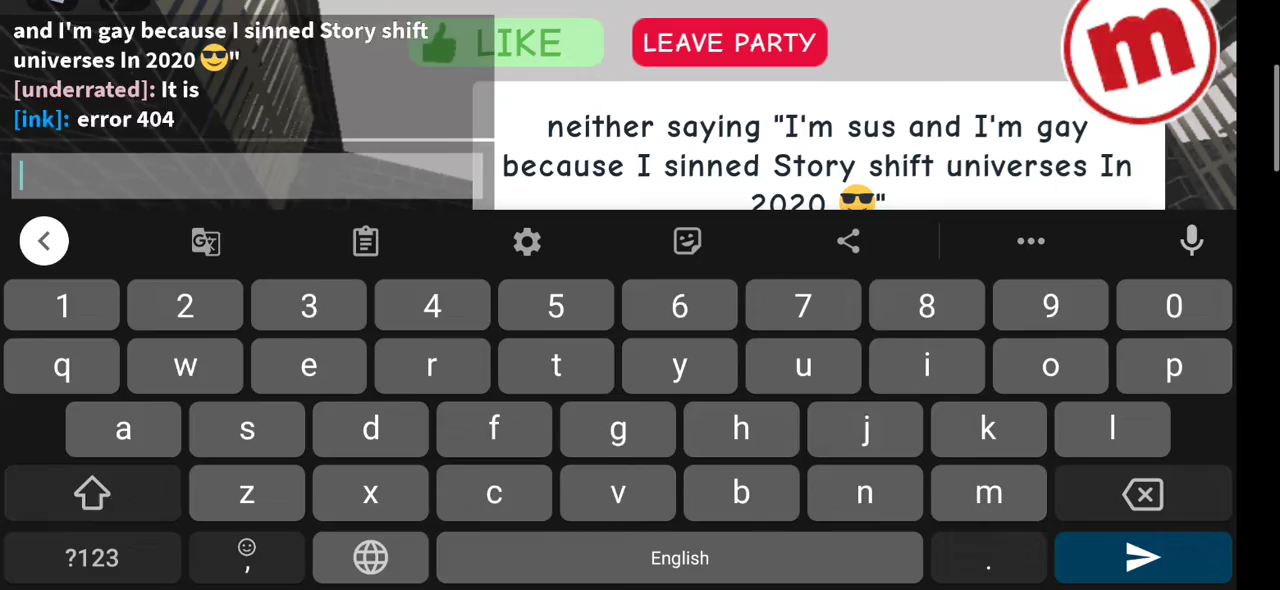 and I'm gay because I sinned Story shift
universes In 2020 😎"
[underrated]: It is
[ink]: error 404
LIKE
LEAVE PARTY
m
neither saying "I'm sus and I'm gay
because I sinned Story shift universes In
2020 😎"
1 2 3 4 5 6 7 8 9 0
q w e r t y u i o p
a s d f g h j k l
z x c v b n m
?123 , English .